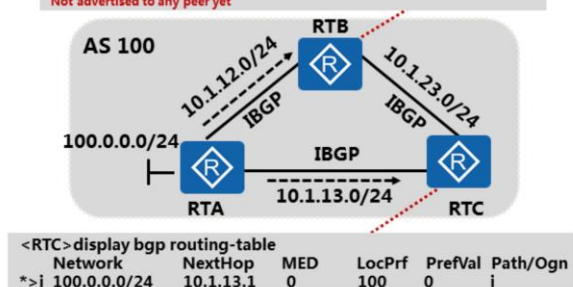 Not advertised to any peer yet
RTB
AS 100
10.1.12.0/24
10.1.23.0/24
IBGP
IBGP
R
100.0.0.0/24
IBGP
R
R
10.1.13.0/24
RTA
RTC
<RTC>display bgp routing-table
Network NextHop MED LocPrf PrefVal Path/Ogn
*>i 100.0.0.0/24 10.1.13.1 0 100 0 i